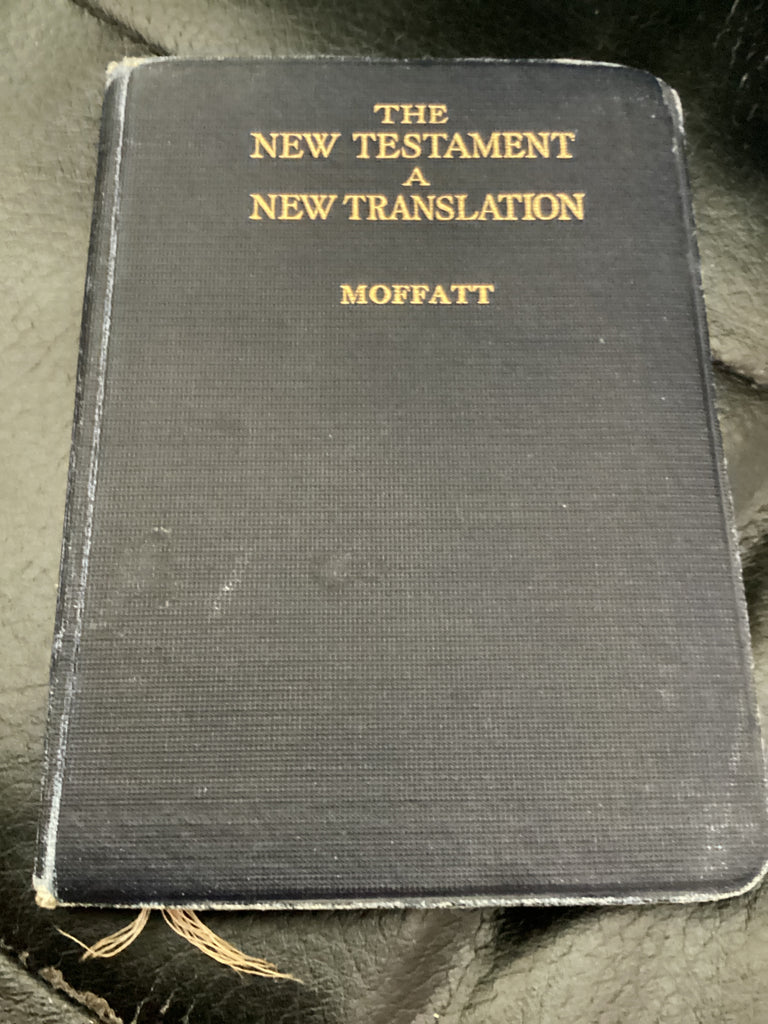 THE
NEW TESTAMENT
A
NEW TRANSLATION
MOFFATT